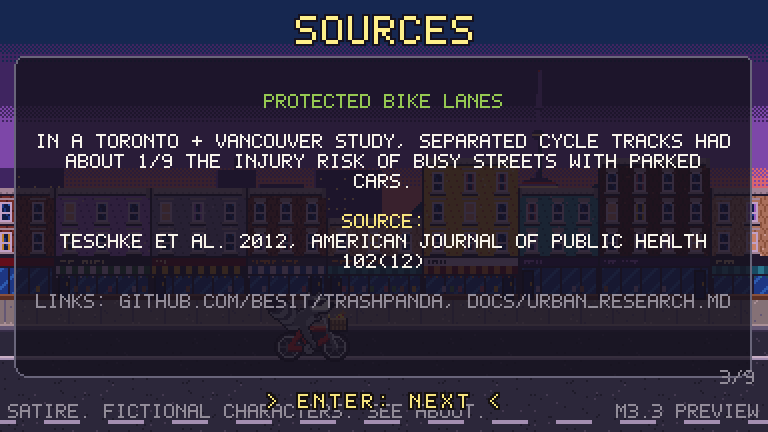 SOURCES
PROTECTED BIKE LANES
IN A TORONTO + VANCOUVER STUDY, SEPARATED CYCLE TRACKS HAD
ABOUT 1/9 THE INJURY RISK OF BUSY STREETS WITH PARKED
CARS.
SOURCE:
TESCHKE ET AL. 2012, AMERICAN JOURNAL OF PUBLIC HEALTH
102(12)
LINKS: GITHUB.COM/BESIT/TRASHPANDA, DOCS/URBAN_RESEARCH.MD
3/9
> ENTER: NEXT <
SATIRE. FICTIONAL CHARACTERS. SEE ABOUT.
M3.3 PREVIEW